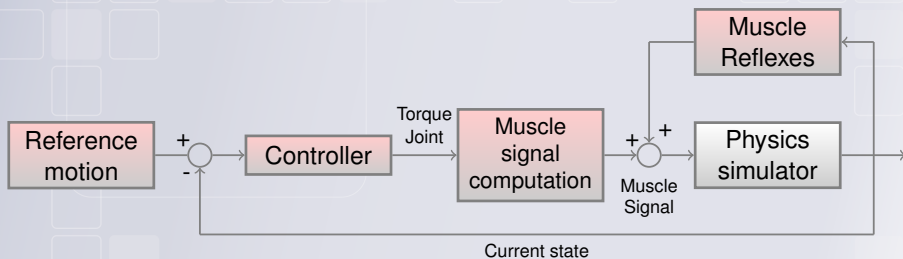 Reference
motion
+
-
Controller
Torque
Joint
Muscle
signal
computation
+
+
Muscle
Signal
Muscle
Reflexes
Physics
simulator
Current state